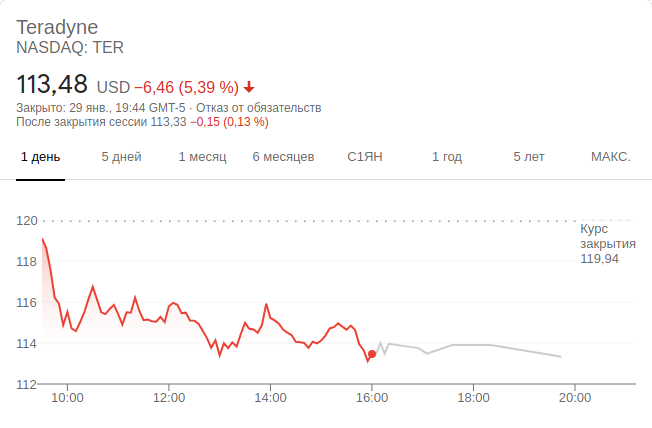 Teradyne
NASDAQ: TER
113,48 USD −6,46 (5,39 %)
Закрыто: 29 янв., 19:44 GMT-5 · Отказ от обязательств
После закрытия сессии 113,33 −0,15 (0,13 %)
1 день 5 дней 1 месяц 6 месяцев С1ЯН 1 год 5 лет МАКС.
120
Курс
закрытия
118
119,94
116
114
112
10:00 12:00 14:00 16:00 18:00 20:00